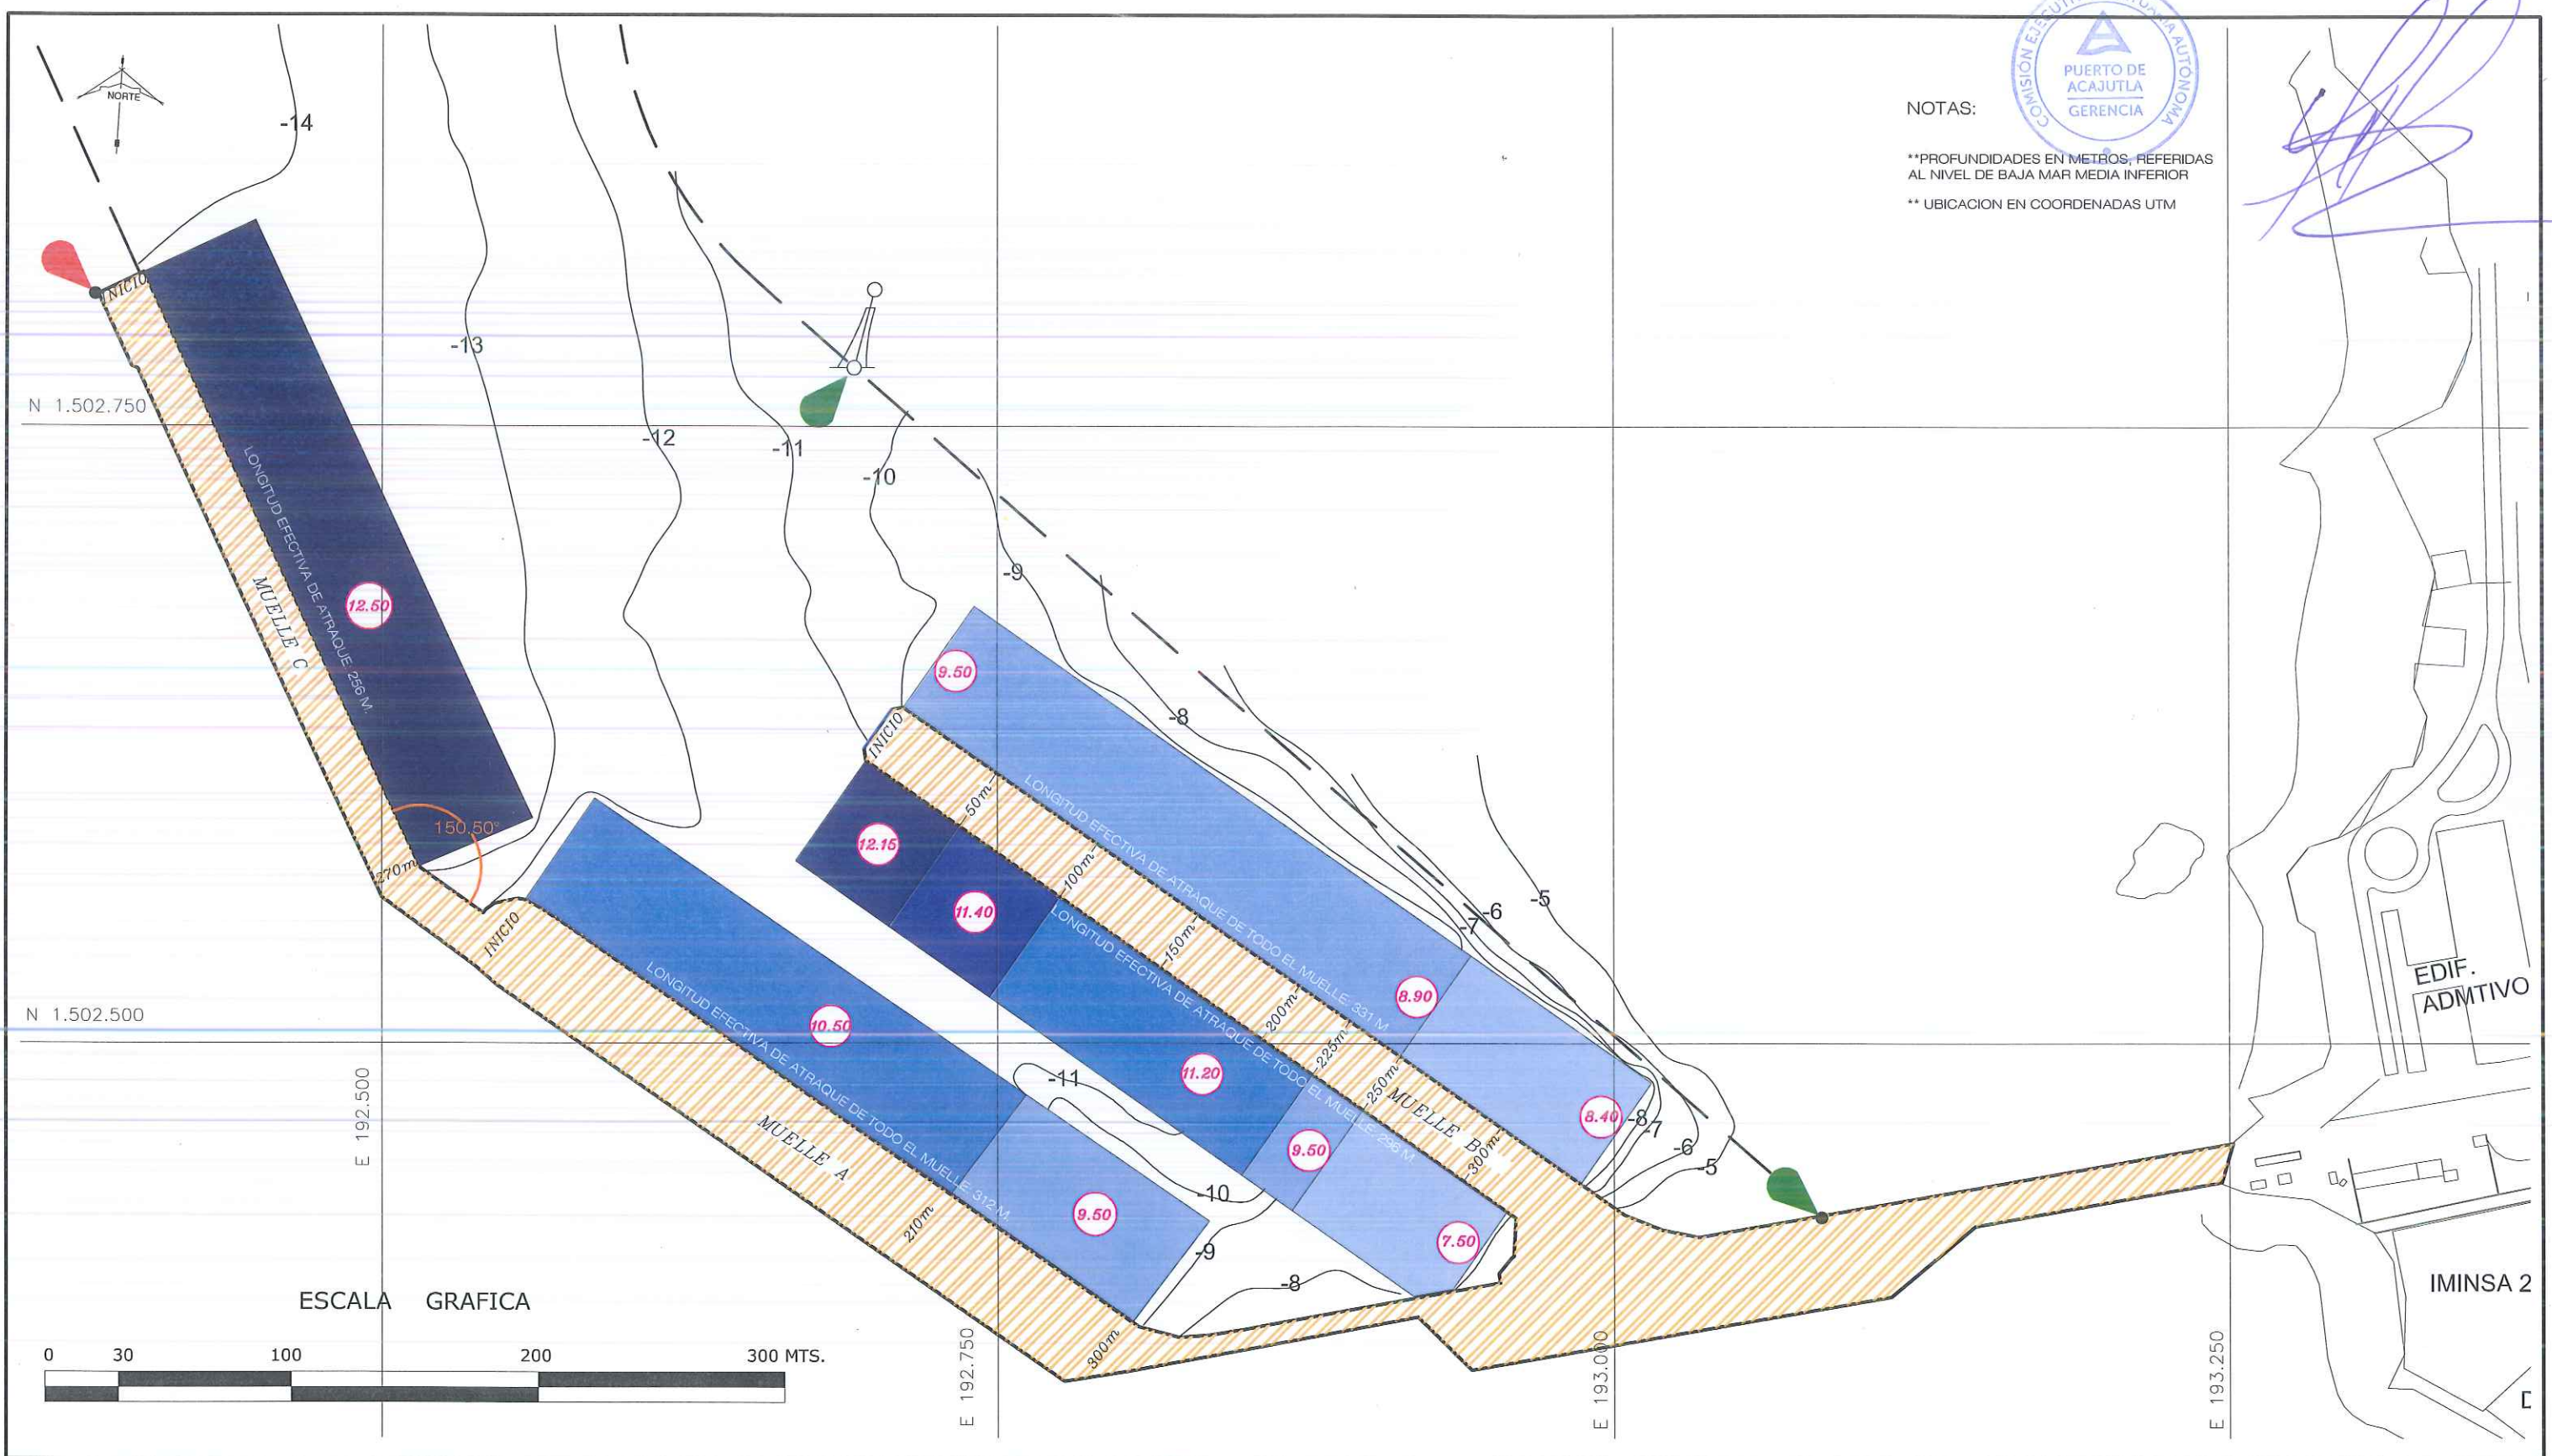 COMISIÓN EJECUTIVA PORTUARIA AUTÓNOMA
PUERTO DE
ACAJUTLA
GERENCIA
NORTE
NOTAS:
**PROFUNDIDADES EN METROS, REFERIDAS
AL NIVEL DE BAJA MAR MEDIA INFERIOR
** UBICACION EN COORDENADAS UTM
-14
INICIO
-13
N 1.502.750
-12
-11
-10
-9
LONGITUD EFECTIVA DE ATRAQUE: 256 M.
MUELLE C
12.50
9.50
-8
INICIO
50m
LONGITUD EFECTIVA DE ATRAQUE DE TODO EL MUELLE: 331 M.
150.50°
12.15
100m
270m
11.40
-5
-6
-7
INICIO
LONGITUD EFECTIVA DE ATRAQUE DE TODO EL MUELLE: 296 M.
150m
LONGITUD EFECTIVA DE ATRAQUE DE TODO EL MUELLE: 312 M.
10.50
200m
8.90
EDIF.
ADMTIVO
N 1.502.500
225m
11.20
-11
250m
MUELLE B
8.40
-8
-7
-6
-5
E 192.500
MUELLE A
9.50
300m
-10
210m
9.50
7.50
-9
-8
IMINSA 2
ESCALA GRAFICA
300m
0 30 100 200 300 MTS.
E 192.750
E 193.000
E 193.250